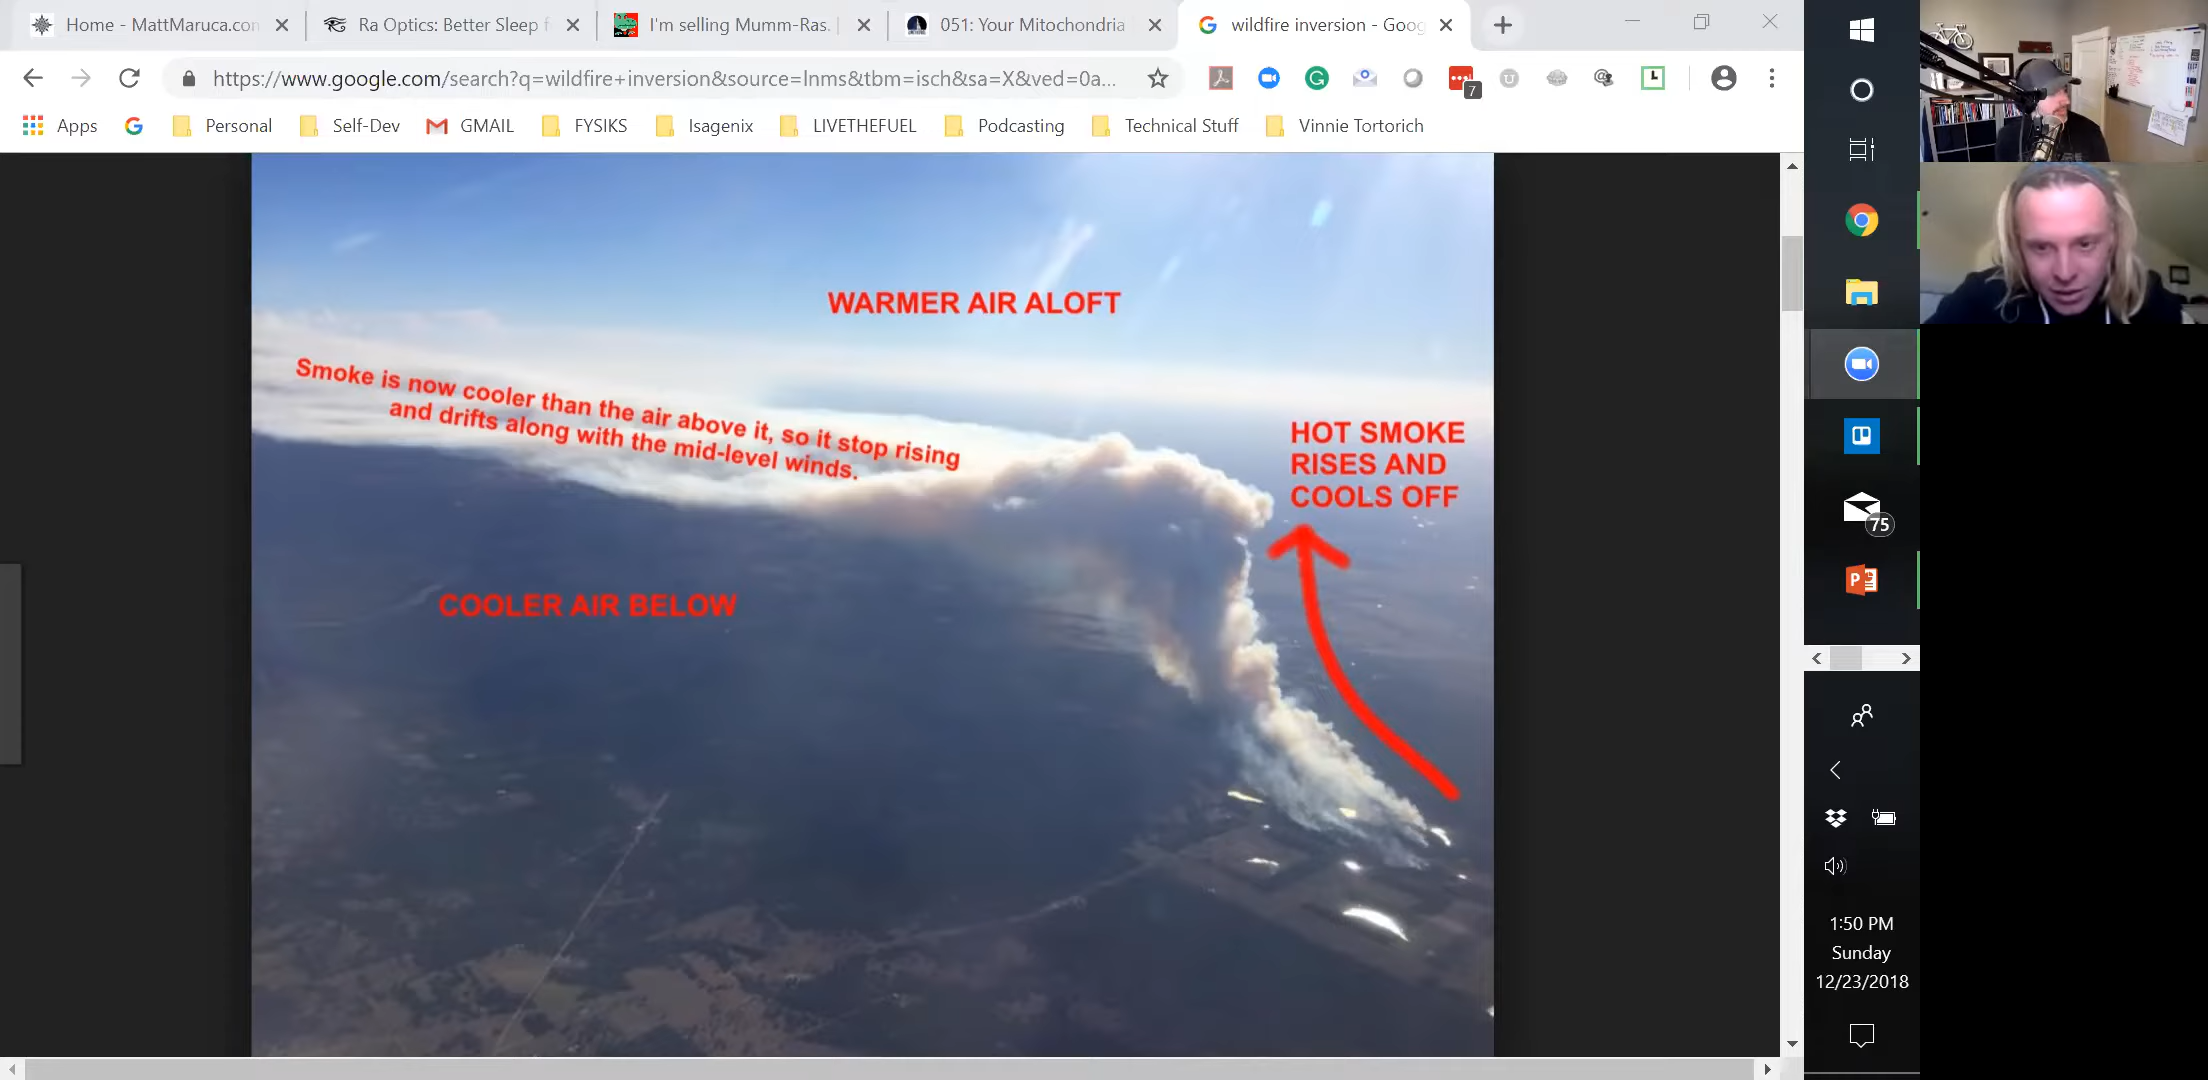 Home - MattMaruca.con
Ra Optics: Better Sleep f
I'm selling Mumm-Ras. |
051: Your Mitochondria
wildfire inversion - Goog
https://www.google.com/search?q=wildfire+inversion&source=lnms&tbm=isch&sa=X&ved=0a...
7
Apps
Personal
Self-Dev
GMAIL
FYSIKS
Isagenix
LIVETHEFUEL
Podcasting
Technical Stuff
Vinnie Tortorich
WARMER AIR ALOFT
Smoke is now cooler than the air above it, so it stop rising
and drifts along with the mid-level winds.
HOT SMOKE
RISES AND
COOLS OFF
COOLER AIR BELOW
75
1:50 PM
Sunday
12/23/2018